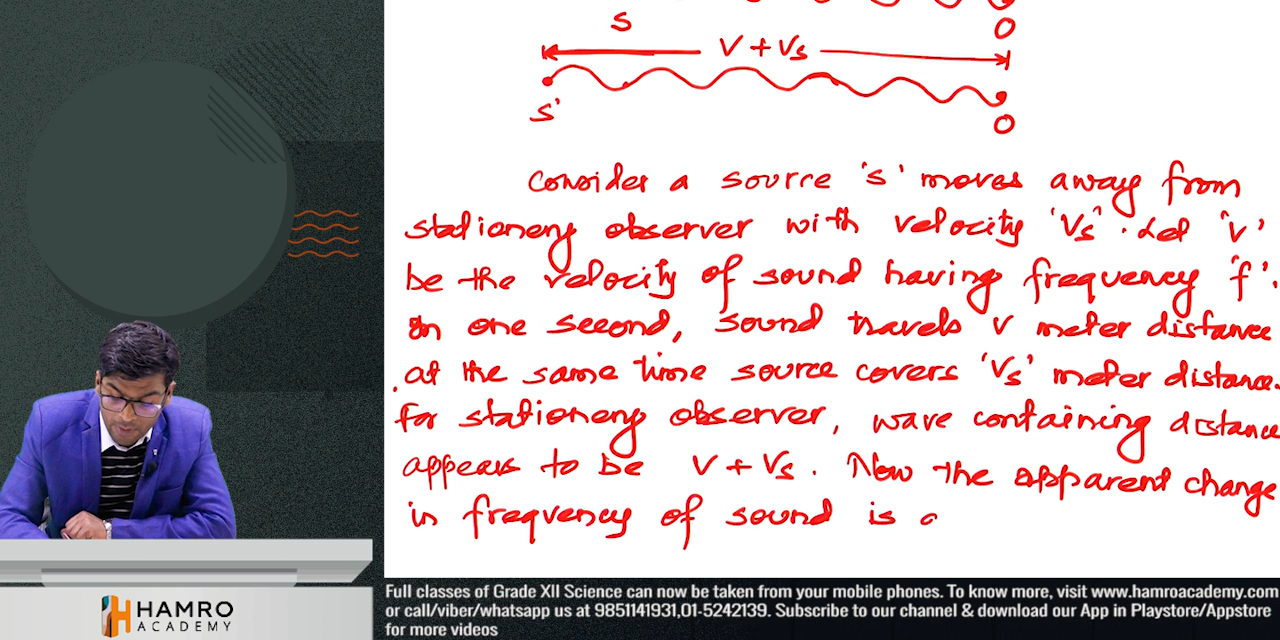 S
O
V + Vs
S'
O
Consider a source 's' moves away from
stationery observer with velocity 'Vs'. Let 'v'
be the velocity of sound having frequency 'f'.
In one second, sound travels v meter distance
at the same time source covers 'Vs' meter distance.
for stationery observer, wave containing distance
appears to be V + Vs. Now the apparent change
in frequency of sound is
HAMRO
ACADEMY
Full classes of Grade XII Science can now be taken from your mobile phones. To know more, visit www.hamroacademy.com
or call/viber/whatsapp us at 9851141931,01-5242139. Subscribe to our channel & download our App in Playstore/Appstore
for more videos